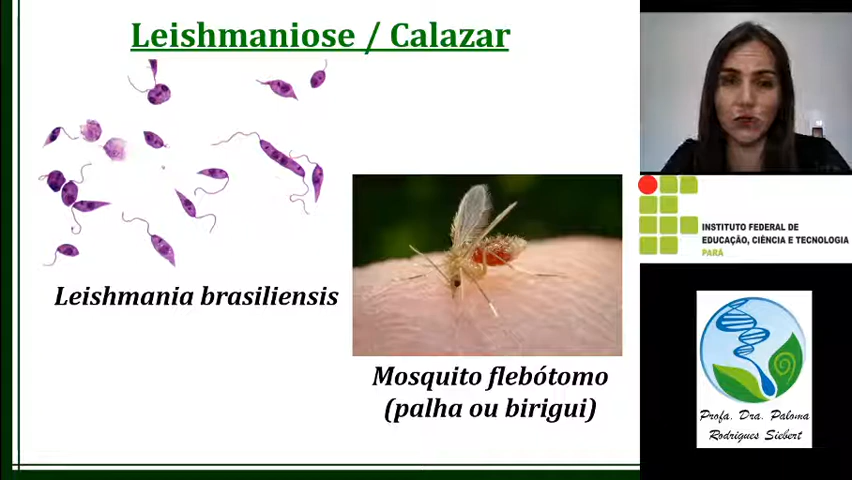 Leishmaniose / Calazar
Leishmania brasiliensis
Mosquito flebótomo
(palha ou birigui)
INSTITUTO FEDERAL DE
EDUCAÇÃO, CIÊNCIA E TECNOLOGIA
PARÁ
Profa. Dra. Paloma
Rodrigues Siebert